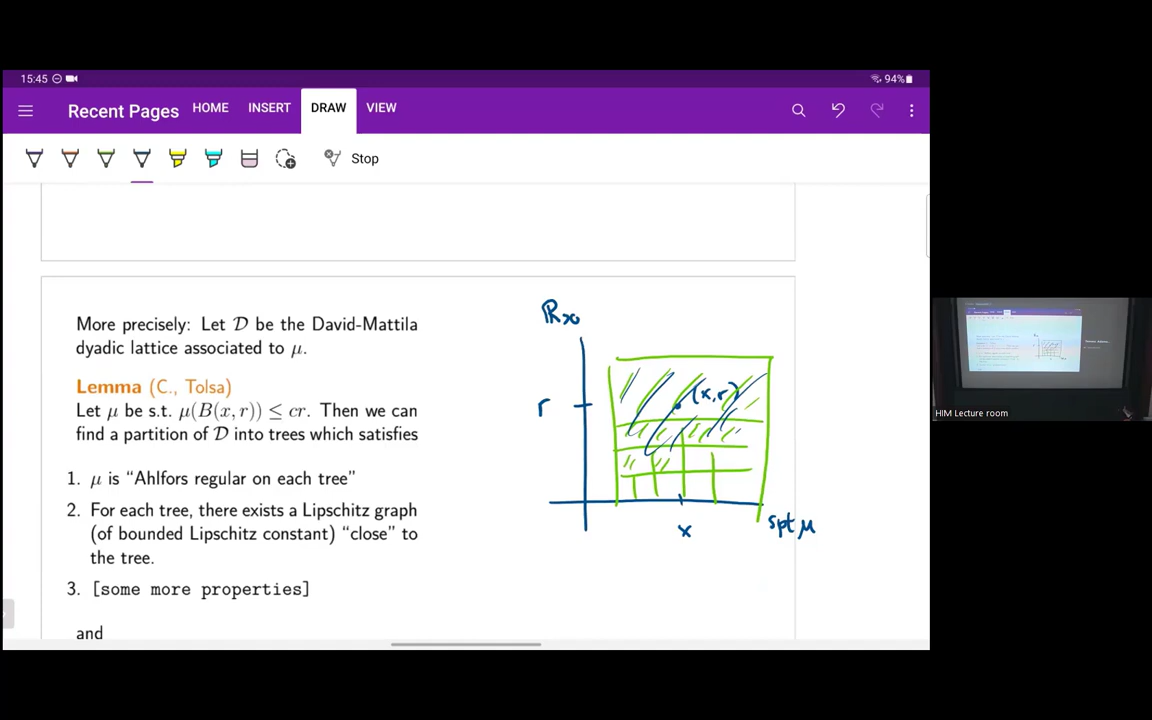 15:45
94%
Recent Pages
HOME
INSERT
DRAW
VIEW
Stop
More precisely: Let 𝒟 be the David-Mattila
dyadic lattice associated to μ.
Lemma (C., Tolsa)
Let μ be s.t. μ(B(x, r)) ≤ cr. Then we can
find a partition of 𝒟 into trees which satisfies
1. μ is “Ahlfors regular on each tree”
2. For each tree, there exists a Lipschitz graph
(of bounded Lipschitz constant) “close” to
the tree.
3. [some more properties]
and
r
(x,r)
x
spt μ
HIM Lecture room